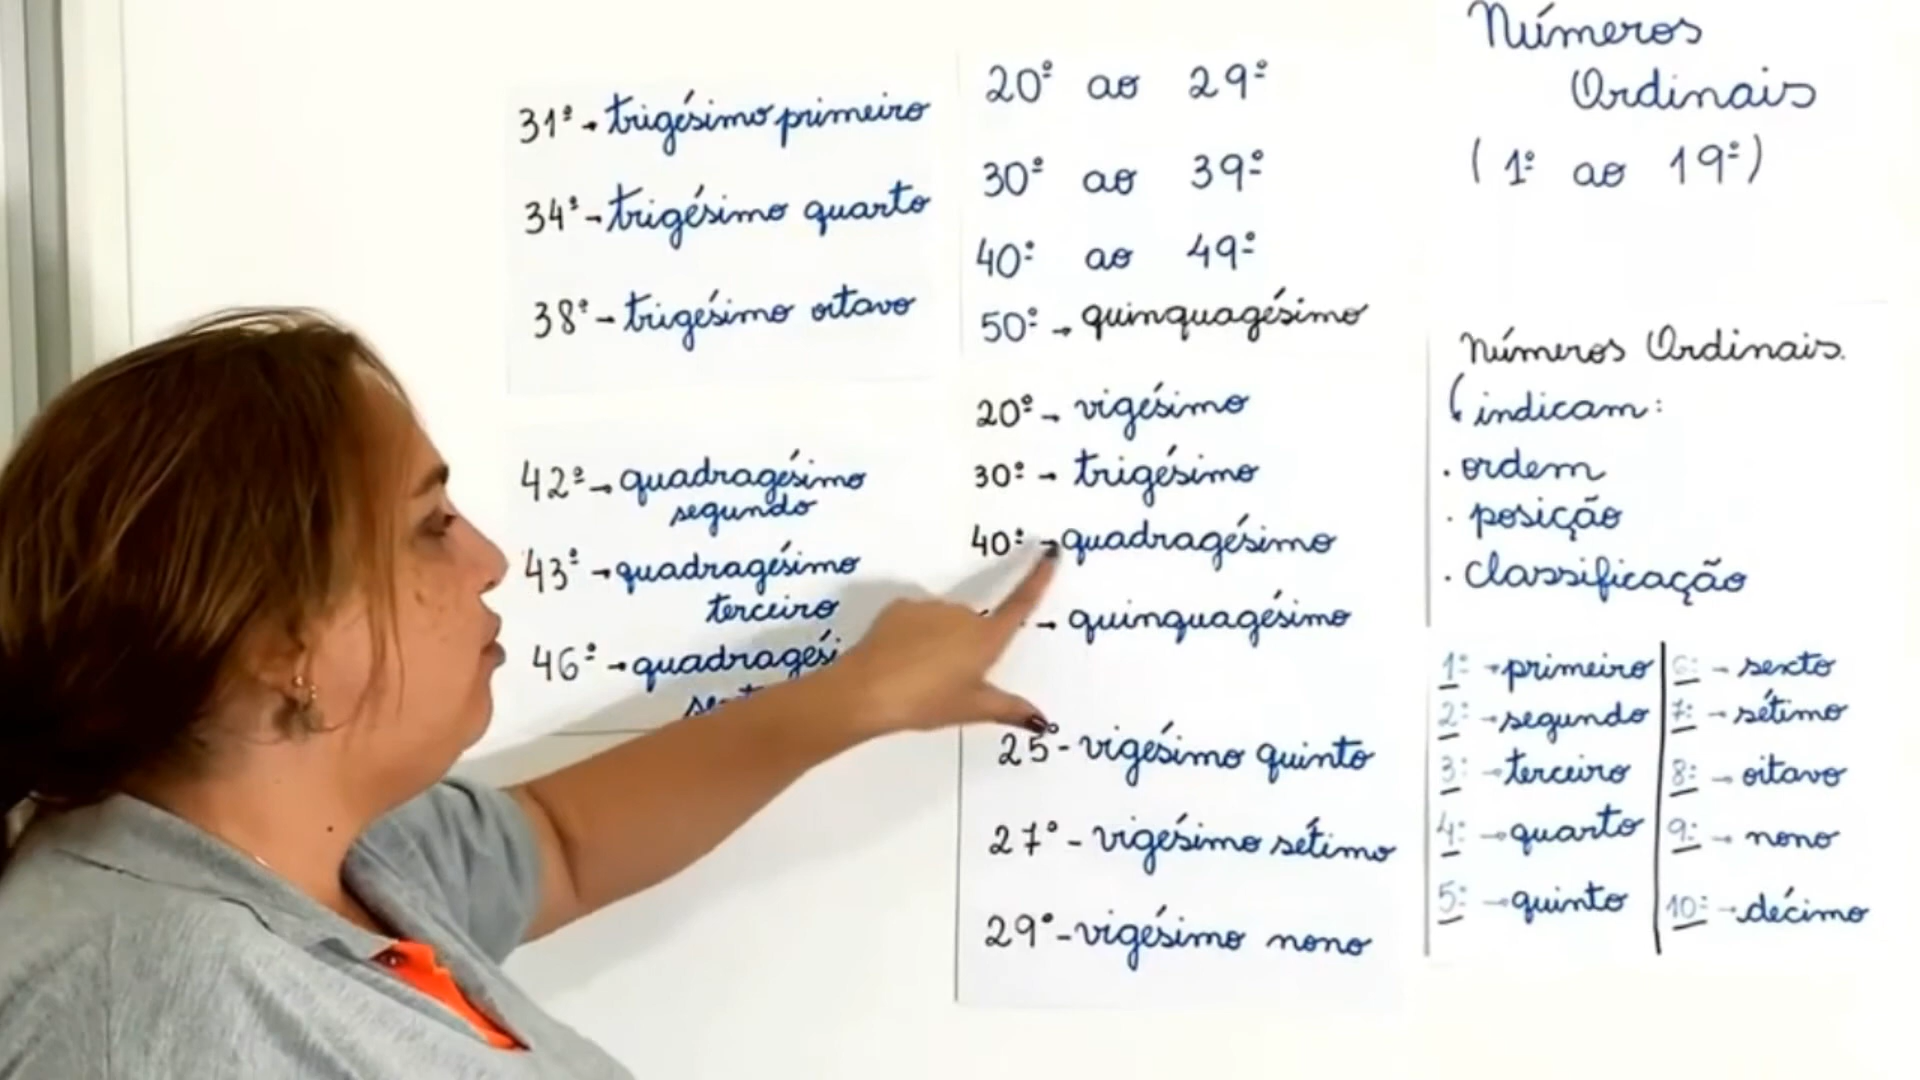 31º → trigésimo primeiro
34º → trigésimo quarto
38º → trigésimo oitavo
42º → quadragésimo
segundo
43º → quadragésimo
terceiro
46º → quadragési
20º ao 29º
30º ao 39º
40º ao 49º
50º → quinquagésimo
20º → vigésimo
30º → trigésimo
40º → quadragésimo
→ quinquagésimo
25º - vigésimo quinto
27º - vigésimo sétimo
29º - vigésimo nono
Números
Ordinais
(1º ao 19º)
Números Ordinais.
indicam:
. ordem
. posição
. classificação
1º → primeiro
2º → segundo
3º → terceiro
4º → quarto
5º → quinto
6º → sexto
7º → sétimo
8º → oitavo
9º → nono
10º → décimo